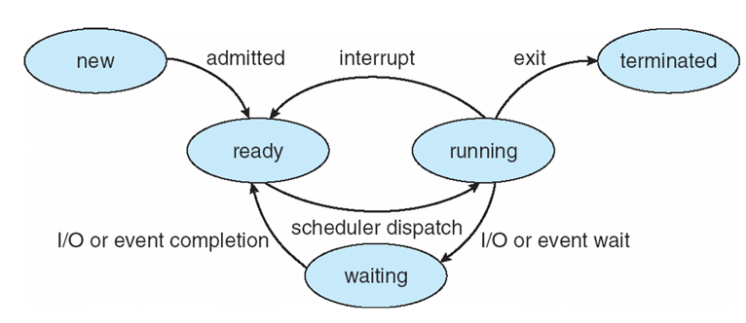 admitted
interrupt
exit
new
terminated
ready
running
scheduler dispatch
I/O or event completion
I/O or event wait
waiting